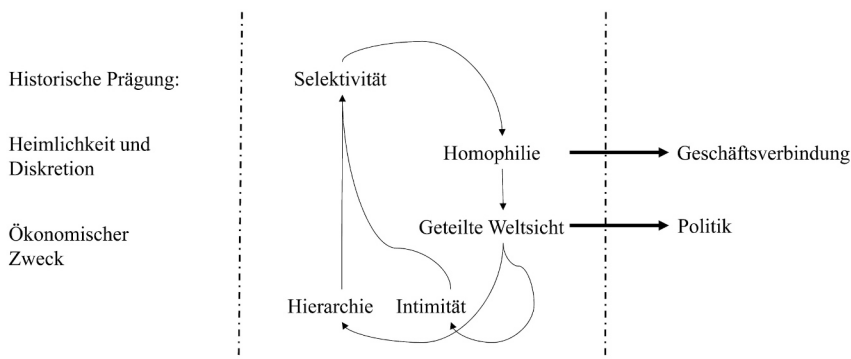 Historische Prägung:
Selektivität
Heimlichkeit und
Diskretion
Homophilie
Geschäftsverbindung
Ökonomischer
Zweck
Geteilte Weltsicht
Politik
Hierarchie
Intimität